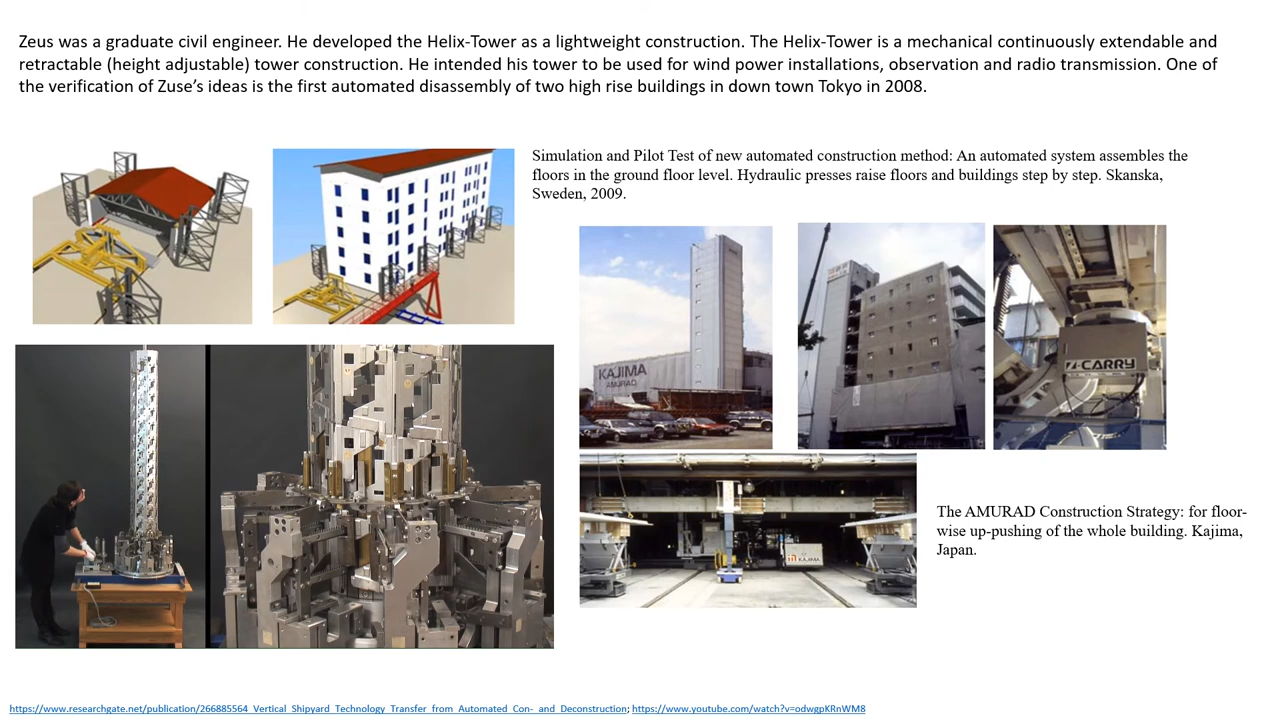 Zeus was a graduate civil engineer. He developed the Helix-Tower as a lightweight construction. The Helix-Tower is a mechanical continuously extendable and
retractable (height adjustable) tower construction. He intended his tower to be used for wind power installations, observation and radio transmission. One of
the verification of Zuse's ideas is the first automated disassembly of two high rise buildings in down town Tokyo in 2008.
Simulation and Pilot Test of new automated construction method: An automated system assembles the
floors in the ground floor level. Hydraulic presses raise floors and buildings step by step. Skanska,
Sweden, 2009.
KAJIMA
AMURAD
CARRY
KAJIMA
The AMURAD Construction Strategy: for floor-
wise up-pushing of the whole building. Kajima,
Japan.
https://www.researchgate.net/publication/266885564_Vertical_Shipyard_Technology_Transfer_from_Automated_Con-_and_Deconstruction; https://www.youtube.com/watch?v=odwgpKRnWM8